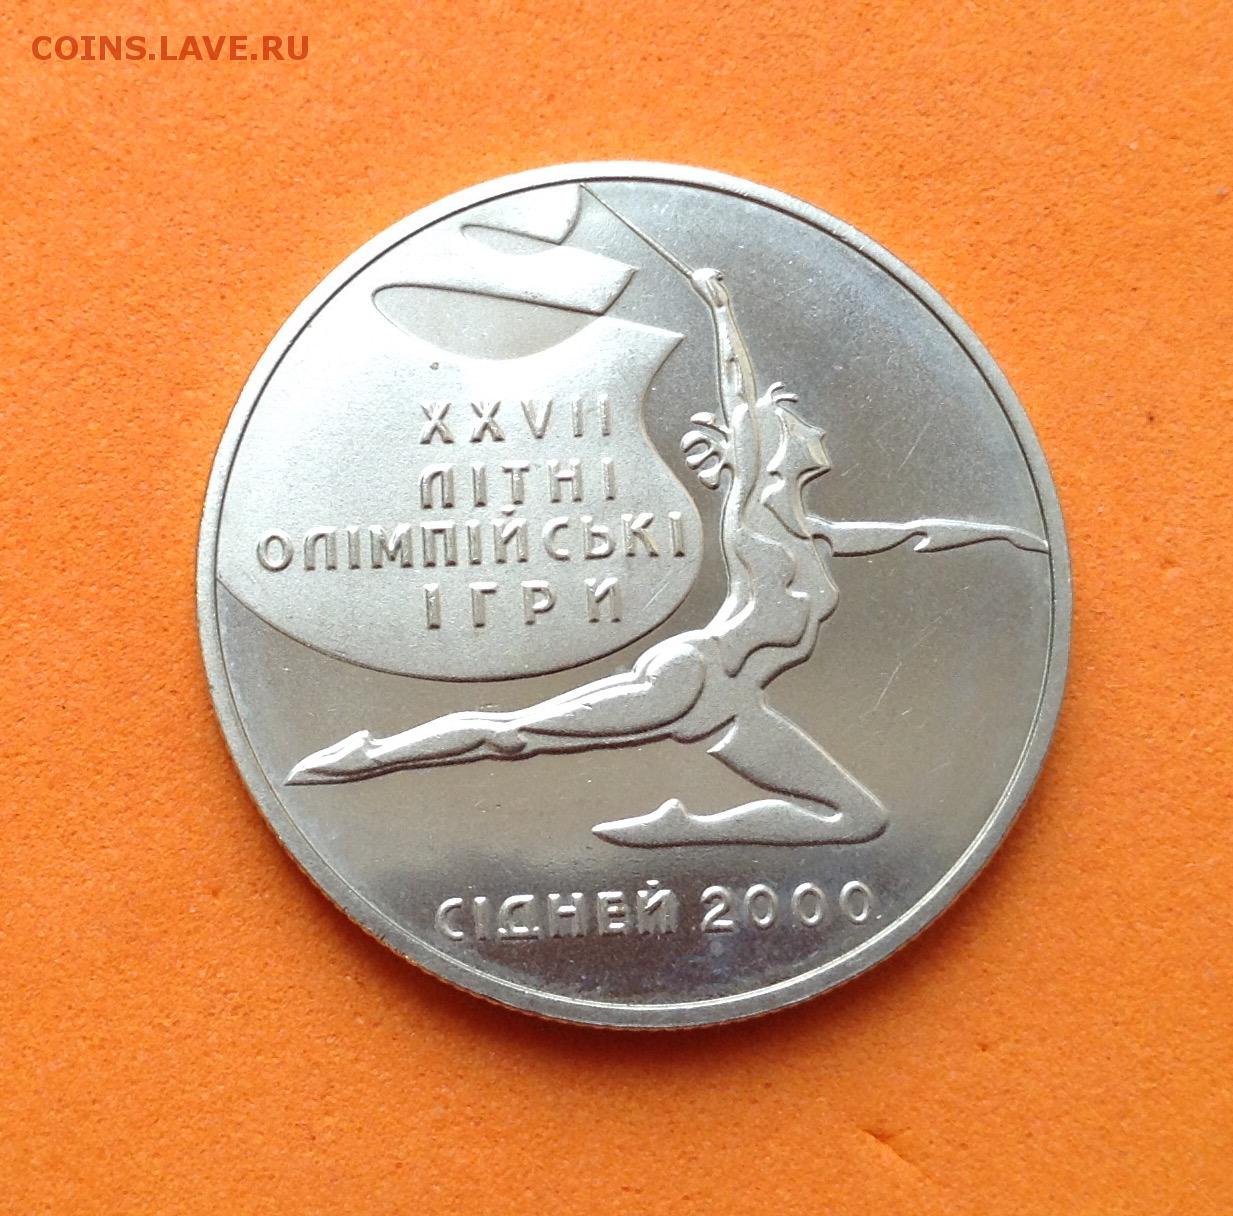 COINS.LAVE.RU
XXVII
ЛІТНІ
ОЛІМПІЙСЬКІ
ІГРИ
СІДНЕЙ 2000